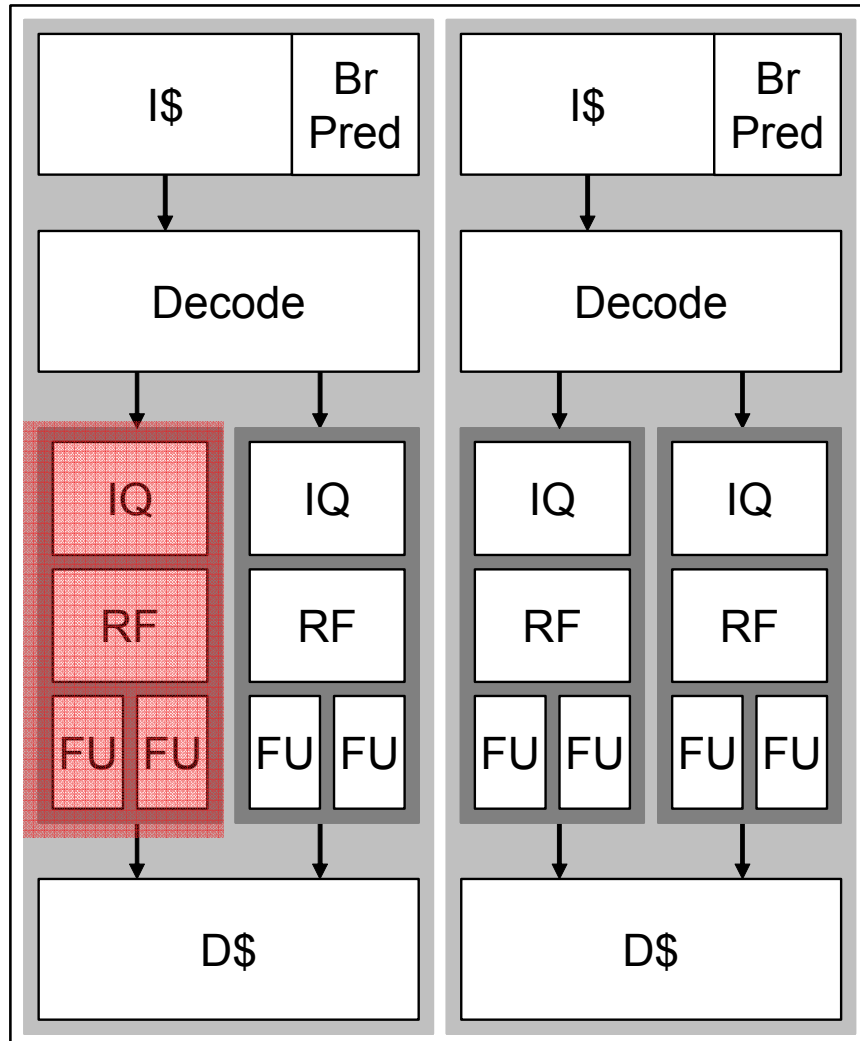 I$
Br
Pred
I$
Br
Pred
Decode
Decode
IQ
IQ
IQ
IQ
RF
RF
RF
RF
FU FU
FU FU
FU FU
FU FU
D$
D$